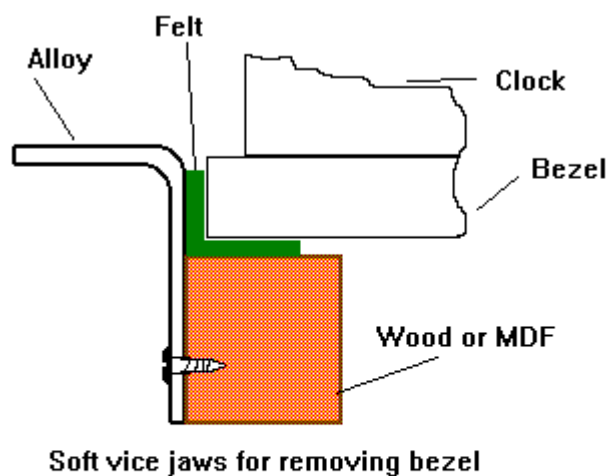 Felt
Alloy
Clock
Bezel
Wood or MDF
Soft vice jaws for removing bezel